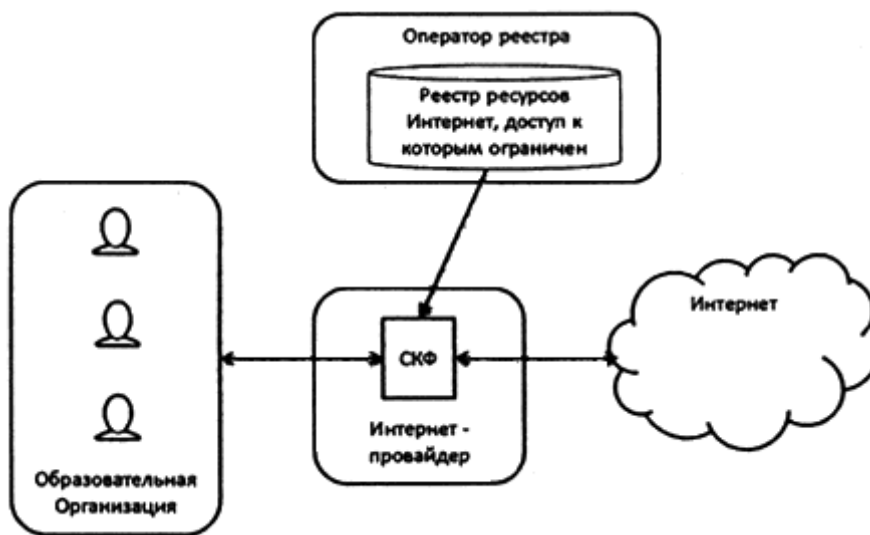 Оператор реестра
Реестр ресурсов
Интернет, доступ к
которым ограничен
Интернет
СКФ
Интернет -
провайдер
Образовательная
Организация